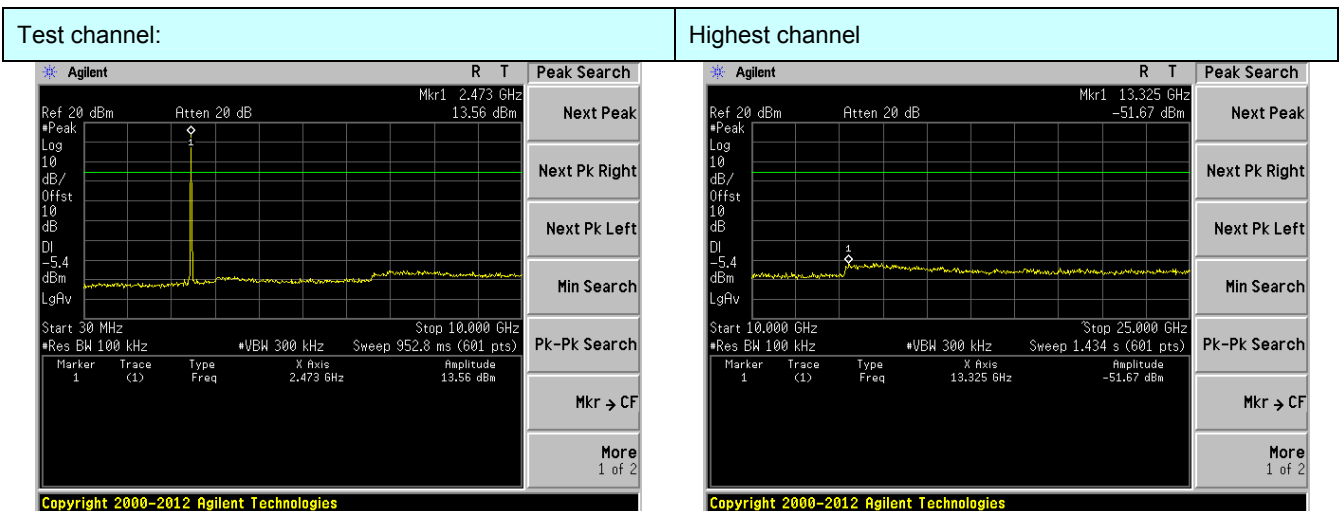 Test channel: Highest channel
Agilent R T Peak Search
Mkr1 2.473 GHz
Ref 20 dBm Atten 20 dB 13.56 dBm
#Peak
Log
10
dB/
Offst
10
dB
DI
-5.4
dBm
LgAv
1
Start 30 MHz Stop 10.000 GHz
#Res BW 100 kHz #VBW 300 kHz Sweep 952.8 ms (601 pts)
Marker Trace Type X Axis Amplitude
1 (1) Freq 2.473 GHz 13.56 dBm
Next Peak
Next Pk Right
Next Pk Left
Min Search
Pk-Pk Search
Mkr → CF
More
1 of 2
Copyright 2000-2012 Agilent Technologies
Agilent R T Peak Search
Mkr1 13.325 GHz
Ref 20 dBm Atten 20 dB -51.67 dBm
#Peak
Log
10
dB/
Offst
10
dB
DI
-5.4
dBm
LgAv
1
Start 10.000 GHz Stop 25.000 GHz
#Res BW 100 kHz #VBW 300 kHz Sweep 1.434 s (601 pts)
Marker Trace Type X Axis Amplitude
1 (1) Freq 13.325 GHz -51.67 dBm
Next Peak
Next Pk Right
Next Pk Left
Min Search
Pk-Pk Search
Mkr → CF
More
1 of 2
Copyright 2000-2012 Agilent Technologies